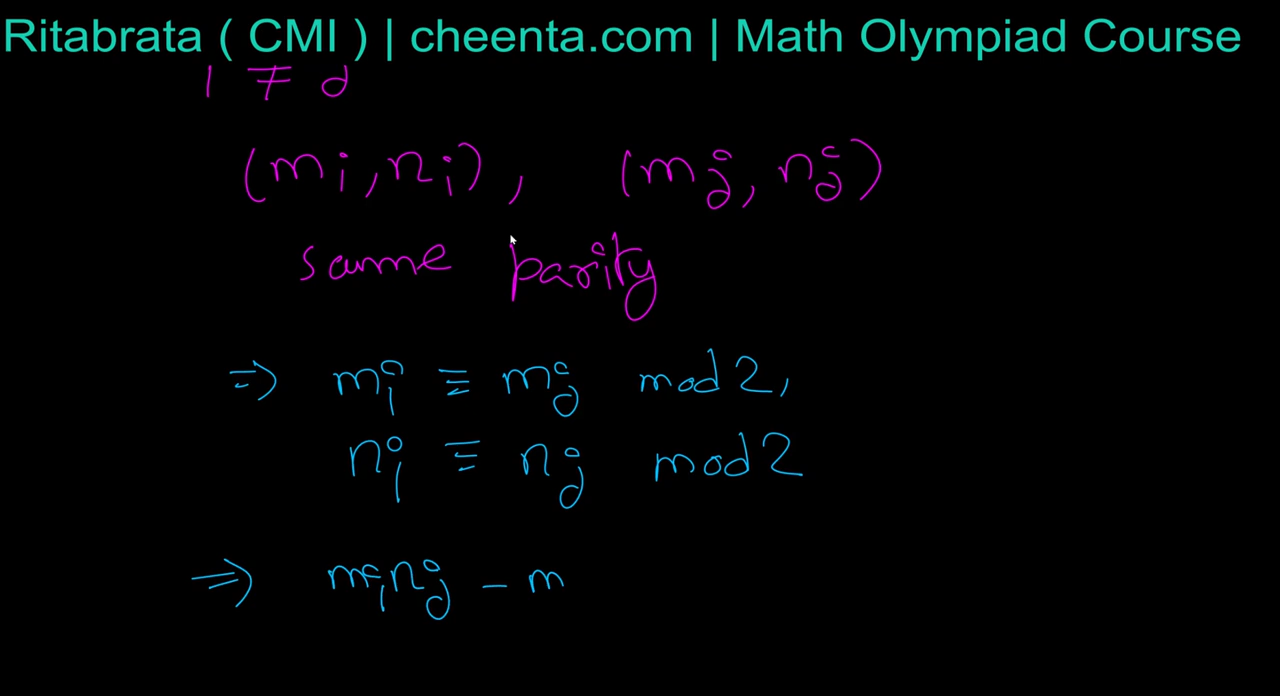 Ritabrata ( CMI ) | cheenta.com | Math Olympiad Course
i ≠ j
(mi, ni), (mj, nj)
same parity
⇒ mi ≡ mj mod 2,
ni ≡ nj mod 2
⇒ minj - m